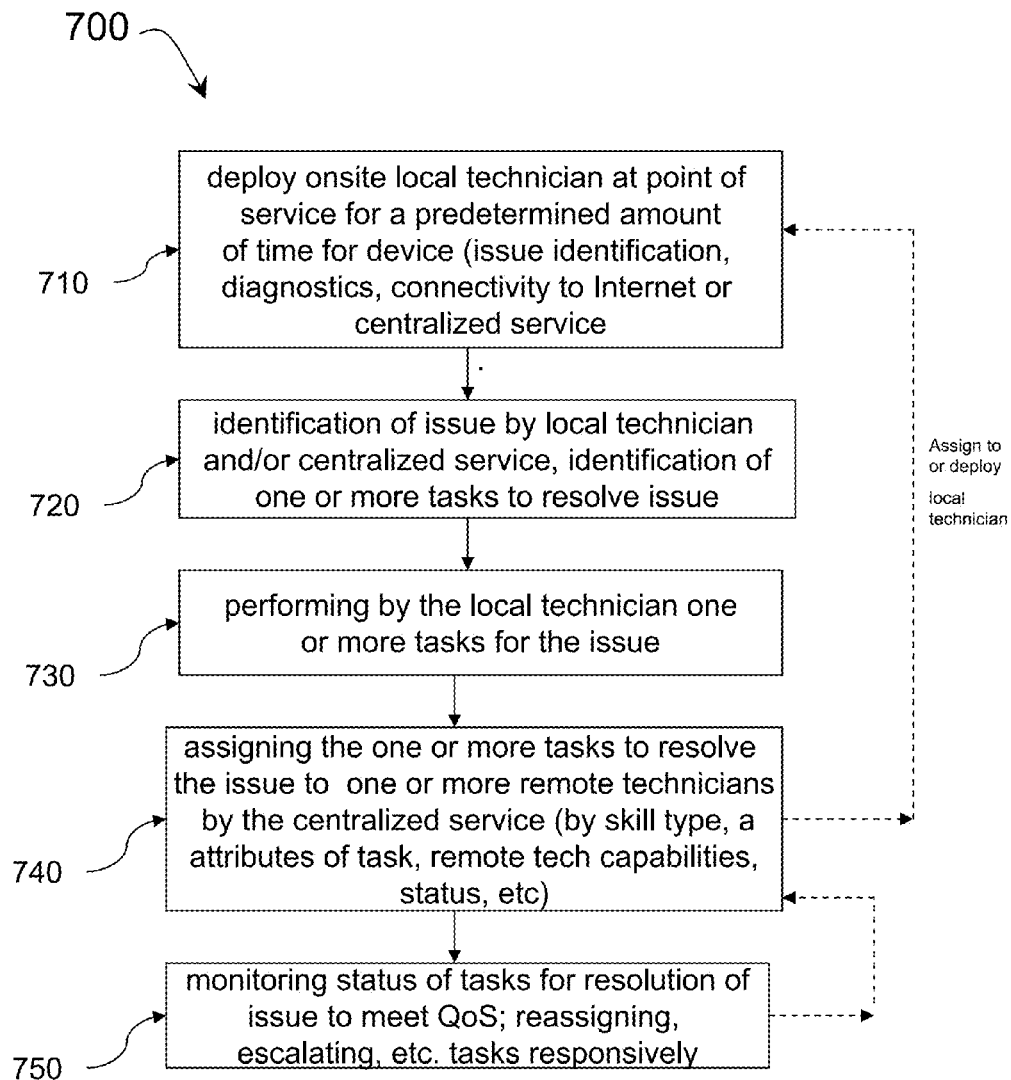 700
deploy onsite local technician at point of
service for a predetermined amount
of time for device (issue identification,
diagnostics, connectivity to Internet or
centralized service
710
identification of issue by local technician
and/or centralized service, identification of
one or more tasks to resolve issue
720
Assign to
or deploy
local
technician
performing by the local technician one
or more tasks for the issue
730
assigning the one or more tasks to resolve
the issue to one or more remote technicians
by the centralized service (by skill type, a
attributes of task, remote tech capabilities,
status, etc)
740
monitoring status of tasks for resolution of
issue to meet QoS; reassigning,
escalating, etc. tasks responsively
750